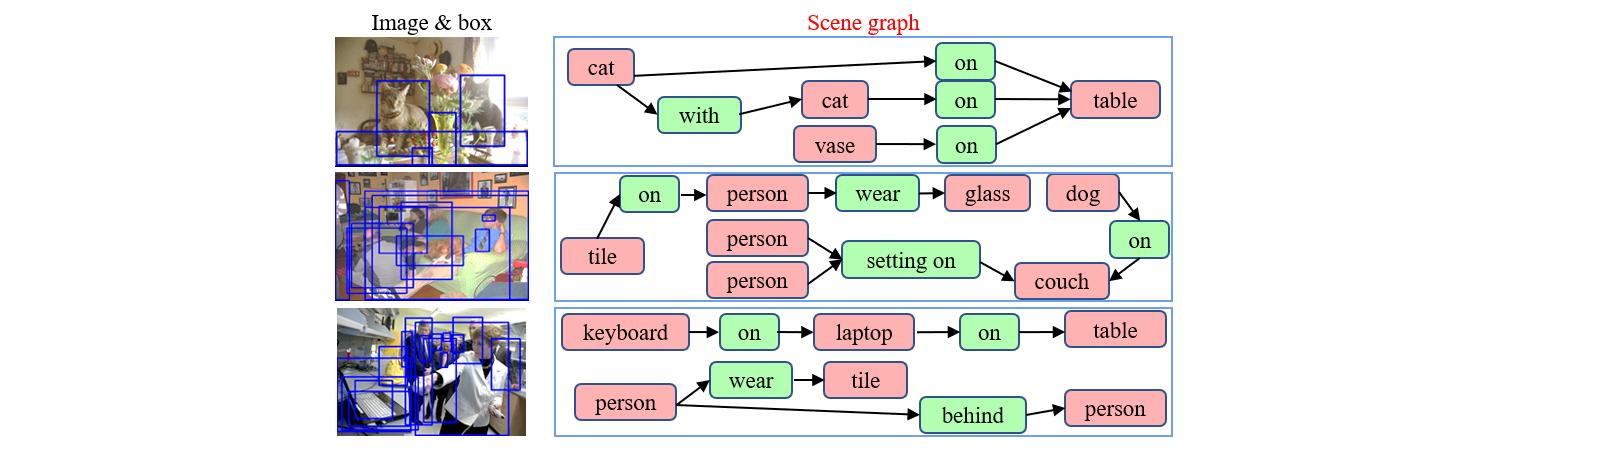 Image & box
Scene graph
cat
on
with
cat
on
table
vase
on
on
person
wear
glass
dog
tile
person
setting on
on
person
couch
keyboard
on
laptop
on
table
wear
tile
person
behind
person